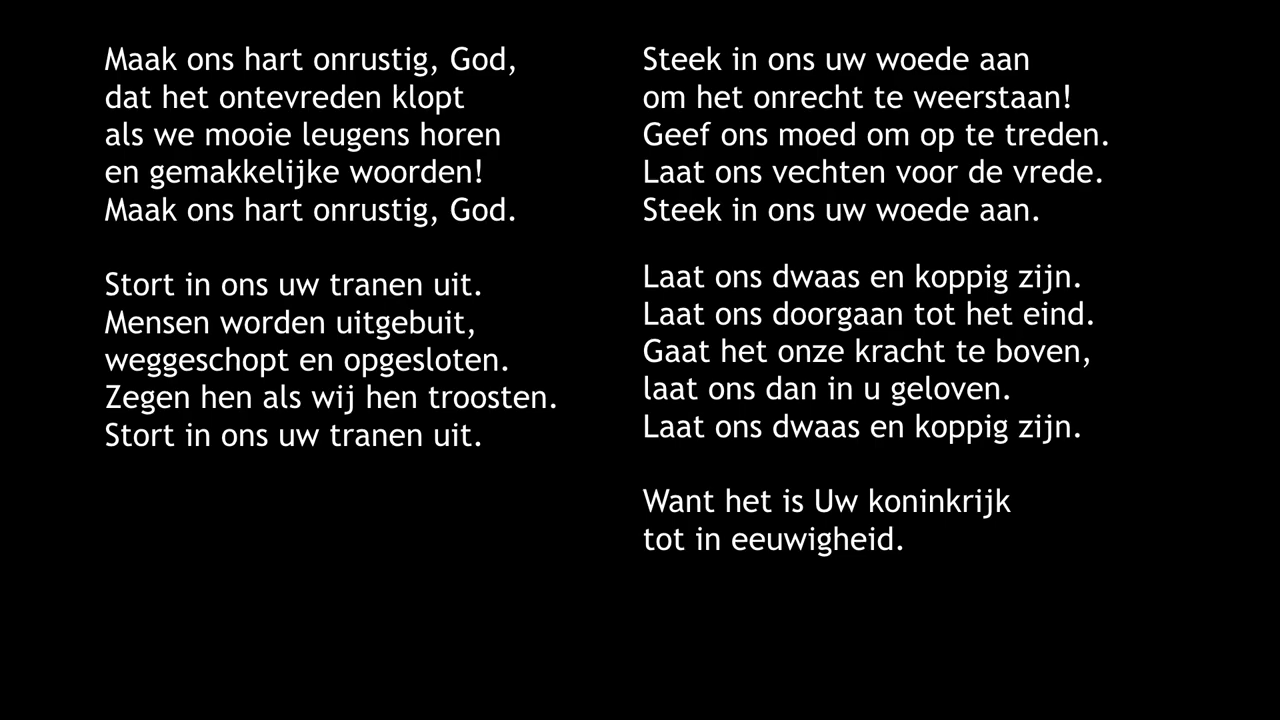 Maak ons hart onrustig, God,
dat het ontevreden klopt
als we mooie leugens horen
en gemakkelijke woorden!
Maak ons hart onrustig, God.
Stort in ons uw tranen uit.
Mensen worden uitgebuit,
weggeschopt en opgesloten.
Zegen hen als wij hen troosten.
Stort in ons uw tranen uit.
Steek in ons uw woede aan
om het onrecht te weerstaan!
Geef ons moed om op te treden.
Laat ons vechten voor de vrede.
Steek in ons uw woede aan.
Laat ons dwaas en koppig zijn.
Laat ons doorgaan tot het eind.
Gaat het onze kracht te boven,
laat ons dan in u geloven.
Laat ons dwaas en koppig zijn.
Want het is Uw koninkrijk
tot in eeuwigheid.